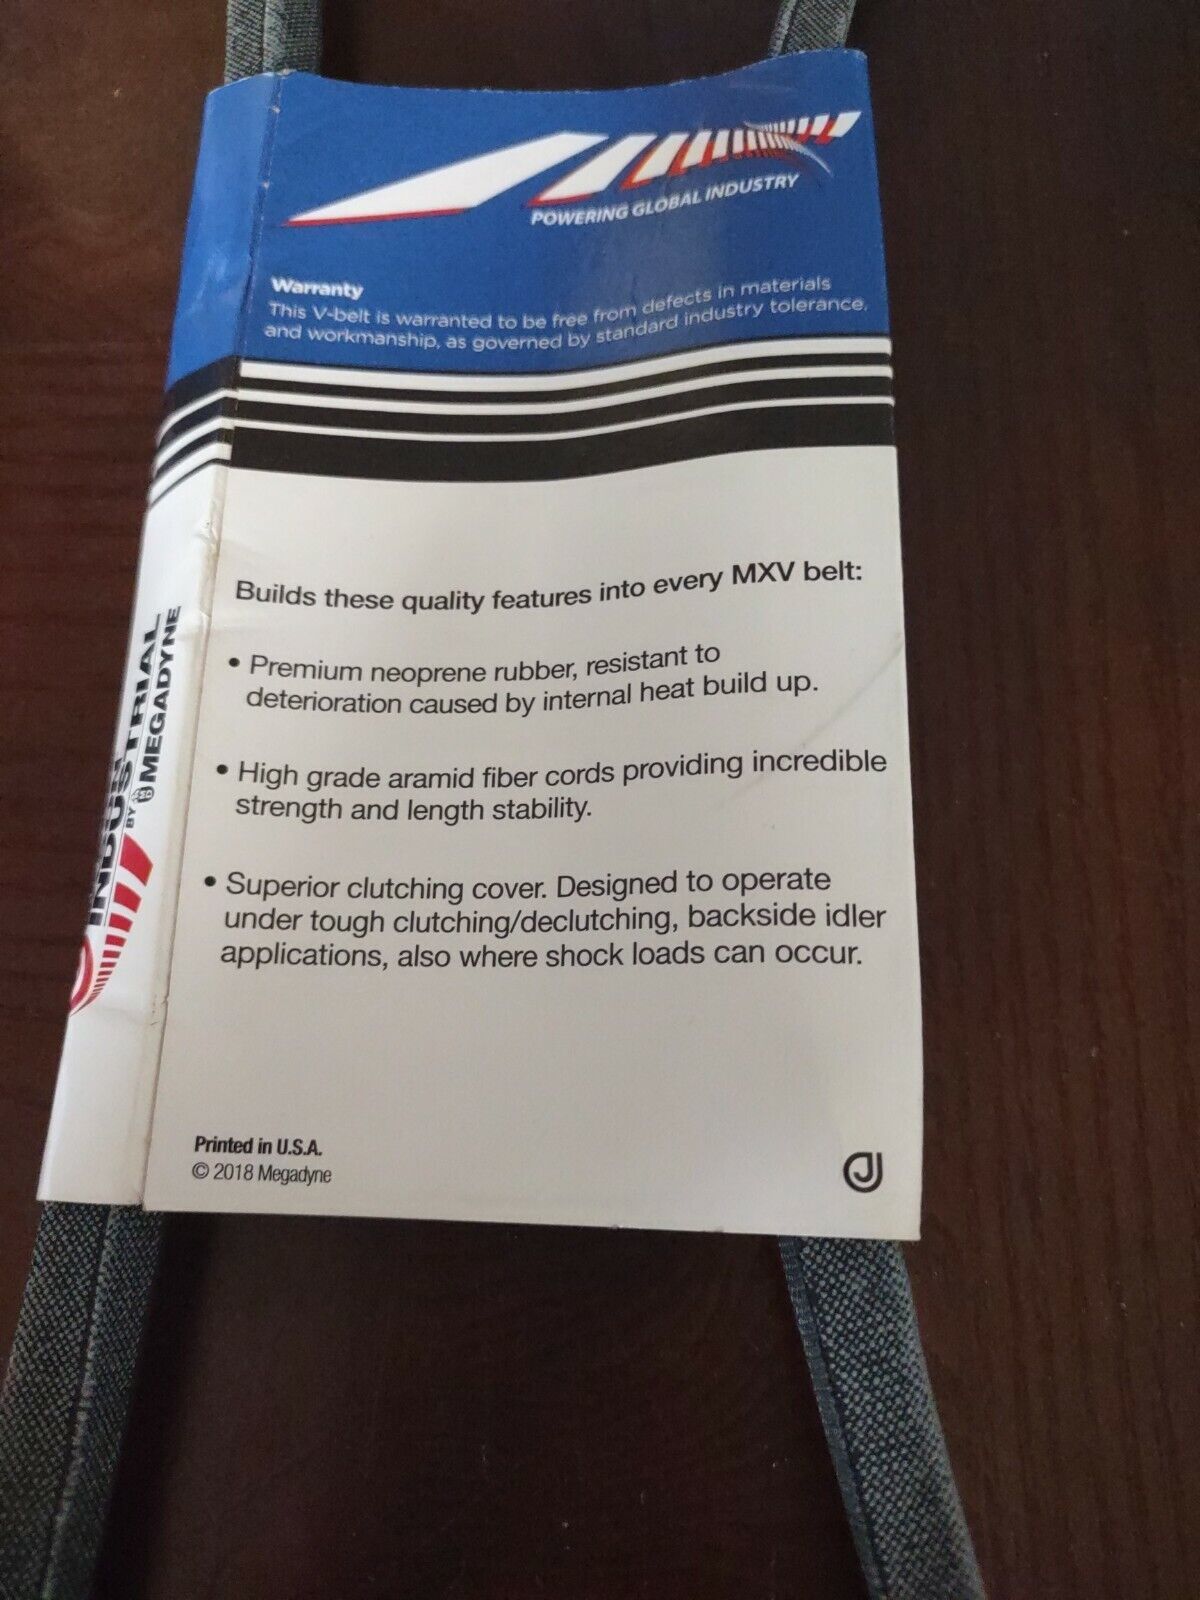 POWERING GLOBAL INDUSTRY
Warranty
This V-belt is warranted to be free from defects in materials
and workmanship, as governed by standard industry tolerance.
Builds these quality features into every MXV belt:
• Premium neoprene rubber, resistant to
deterioration caused by internal heat build up.
• High grade aramid fiber cords providing incredible
strength and length stability.
• Superior clutching cover. Designed to operate
under tough clutching/declutching, backside idler
applications, also where shock loads can occur.
Printed in U.S.A.
© 2018 Megadyne
INDUSTRIAL
BY MEGADYNE